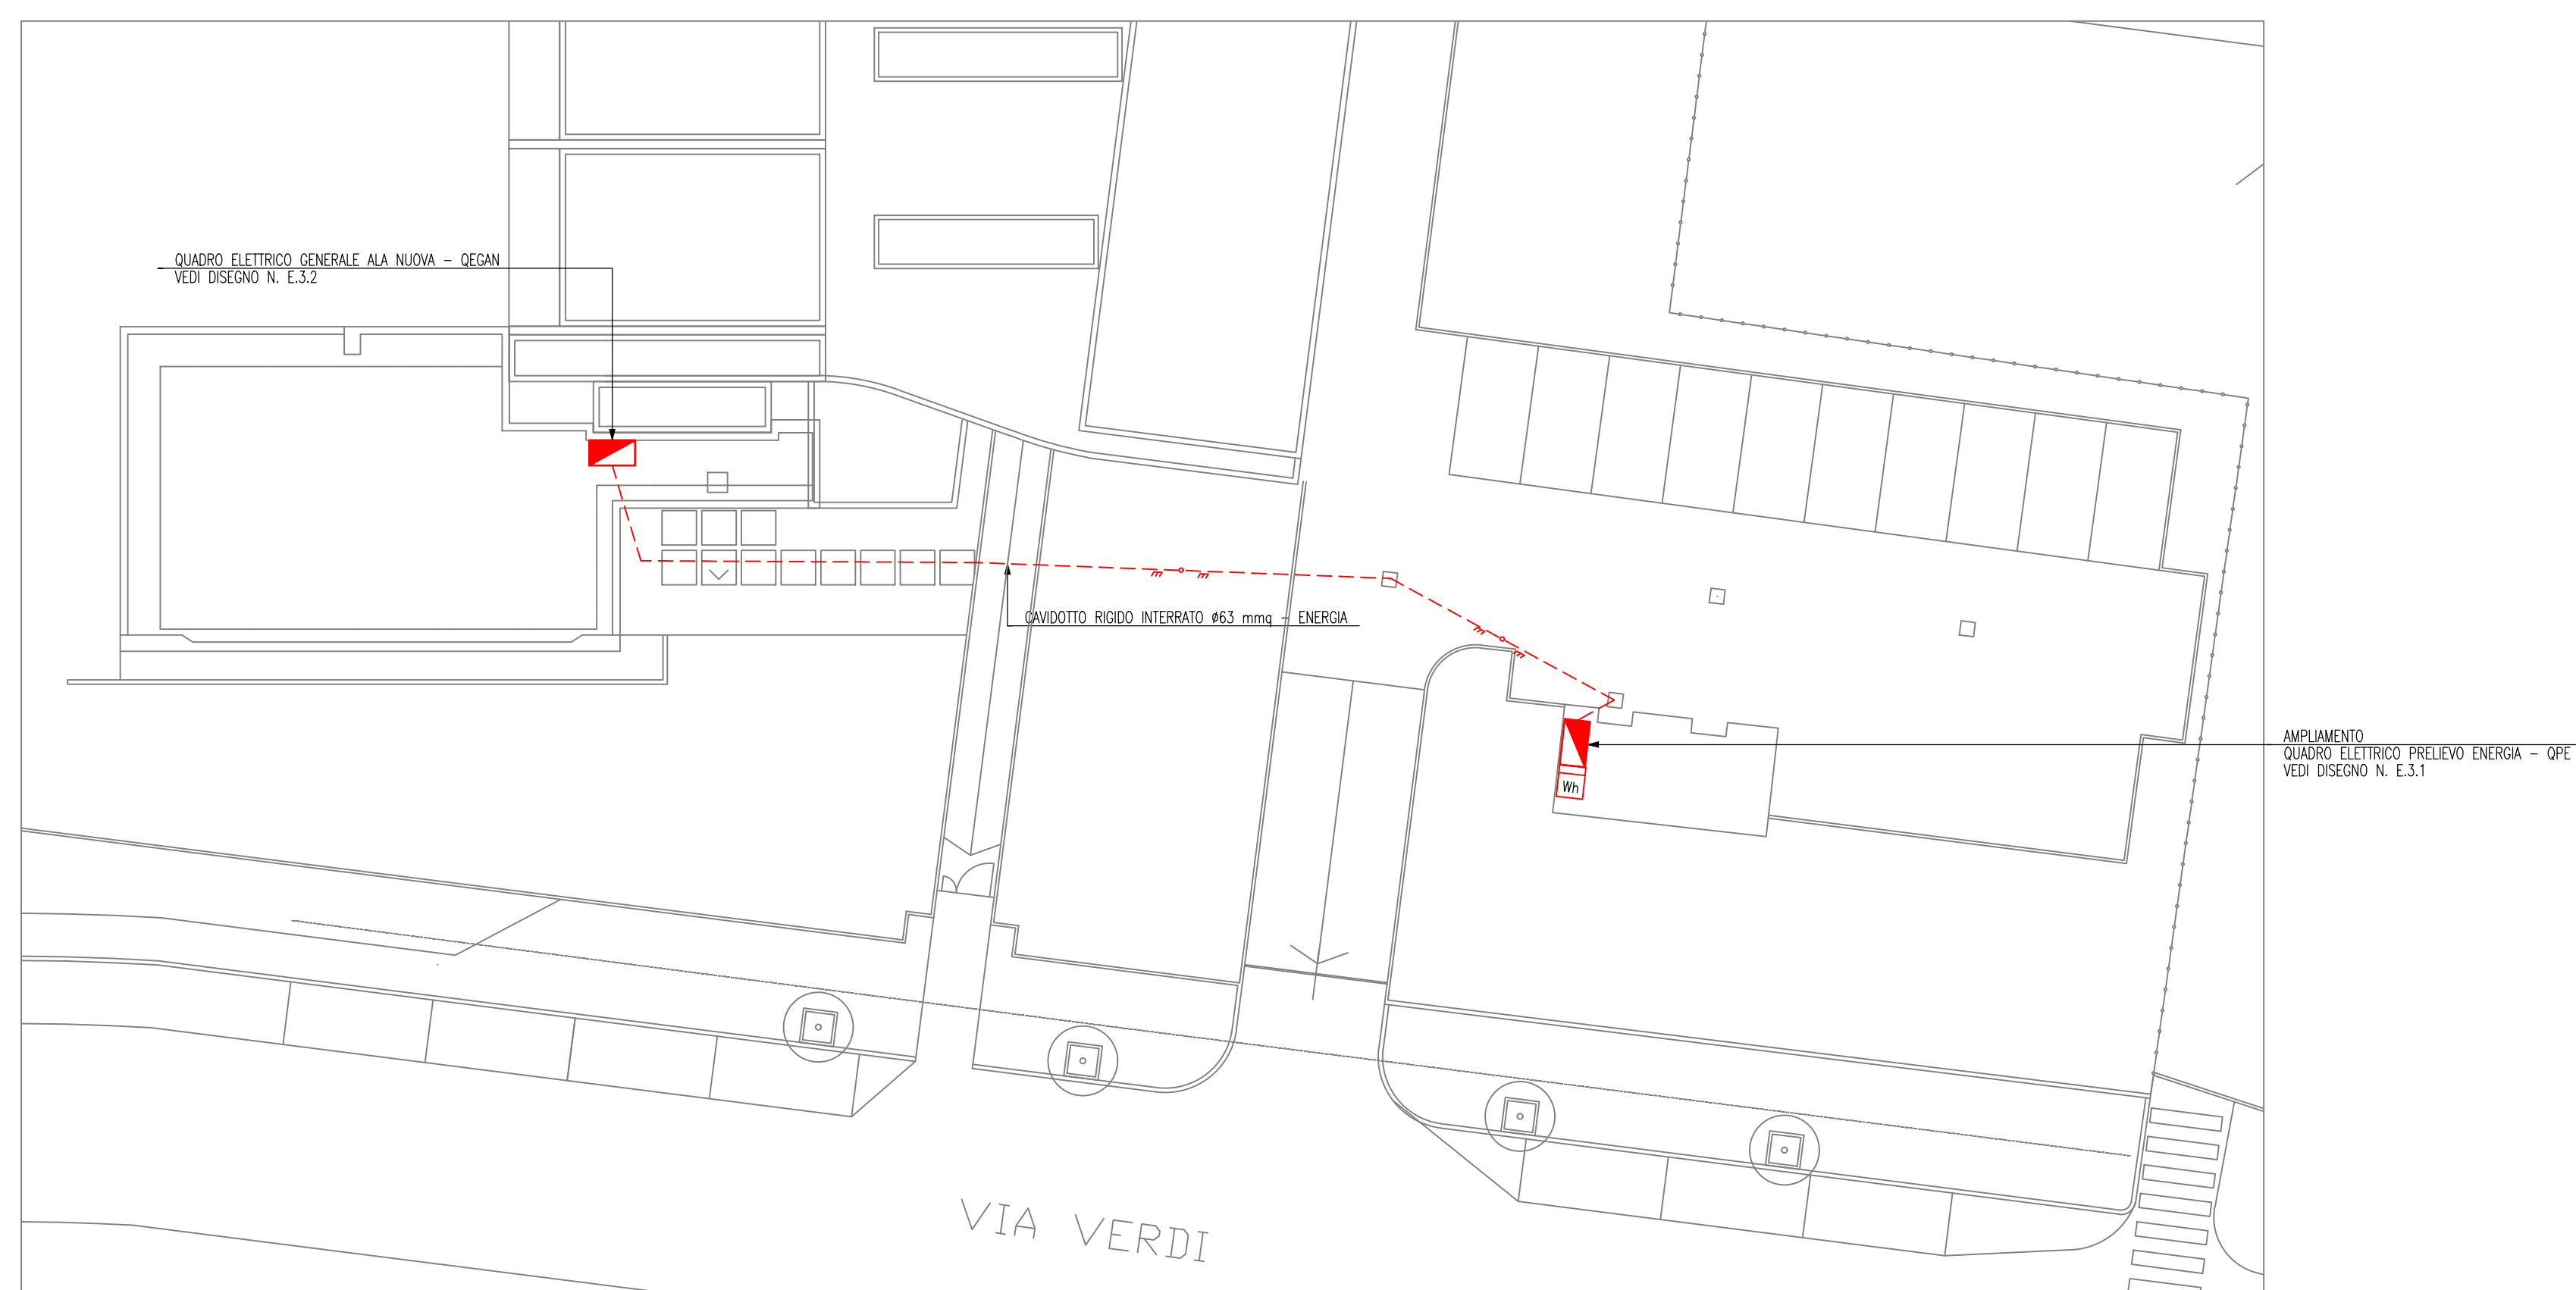 QUADRO ELETTRICO GENERALE ALA NUOVA - QEGAN
VEDI DISEGNO N. E.3.2
CAVIDOTTO RIGIDO INTERRATO ø63 mmq - ENERGIA
AMPLIAMENTO
QUADRO ELETTRICO PRELIEVO ENERGIA - QPE
VEDI DISEGNO N. E.3.1
Wh
VIA VERDI